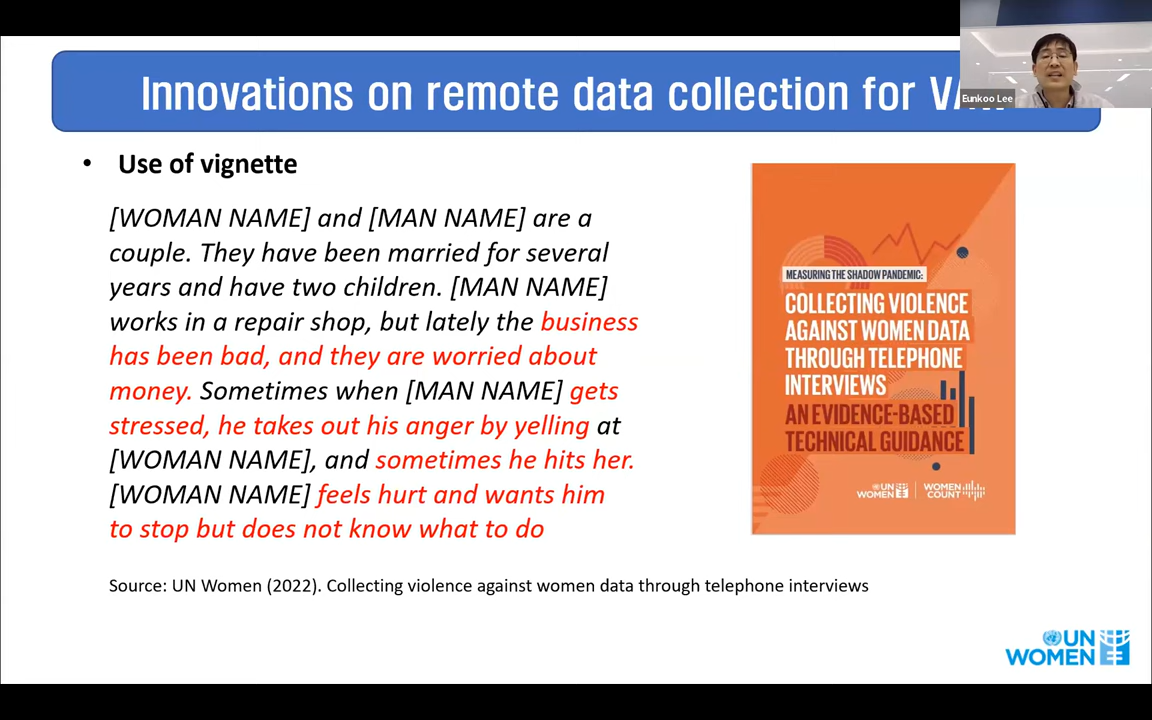 Innovations on remote data collection for
Eunkoo Lee
• Use of vignette
[WOMAN NAME] and [MAN NAME] are a
couple. They have been married for several
years and have two children. [MAN NAME]
works in a repair shop, but lately the business
has been bad, and they are worried about
money. Sometimes when [MAN NAME] gets
stressed, he takes out his anger by yelling at
[WOMAN NAME], and sometimes he hits her.
[WOMAN NAME] feels hurt and wants him
to stop but does not know what to do
MEASURING THE SHADOW PANDEMIC:
COLLECTING VIOLENCE
AGAINST WOMEN DATA
THROUGH TELEPHONE
INTERVIEWS
AN EVIDENCE-BASED
TECHNICAL GUIDANCE
UN
WOMEN
WOMEN
COUNT
Source: UN Women (2022). Collecting violence against women data through telephone interviews
UN
WOMEN